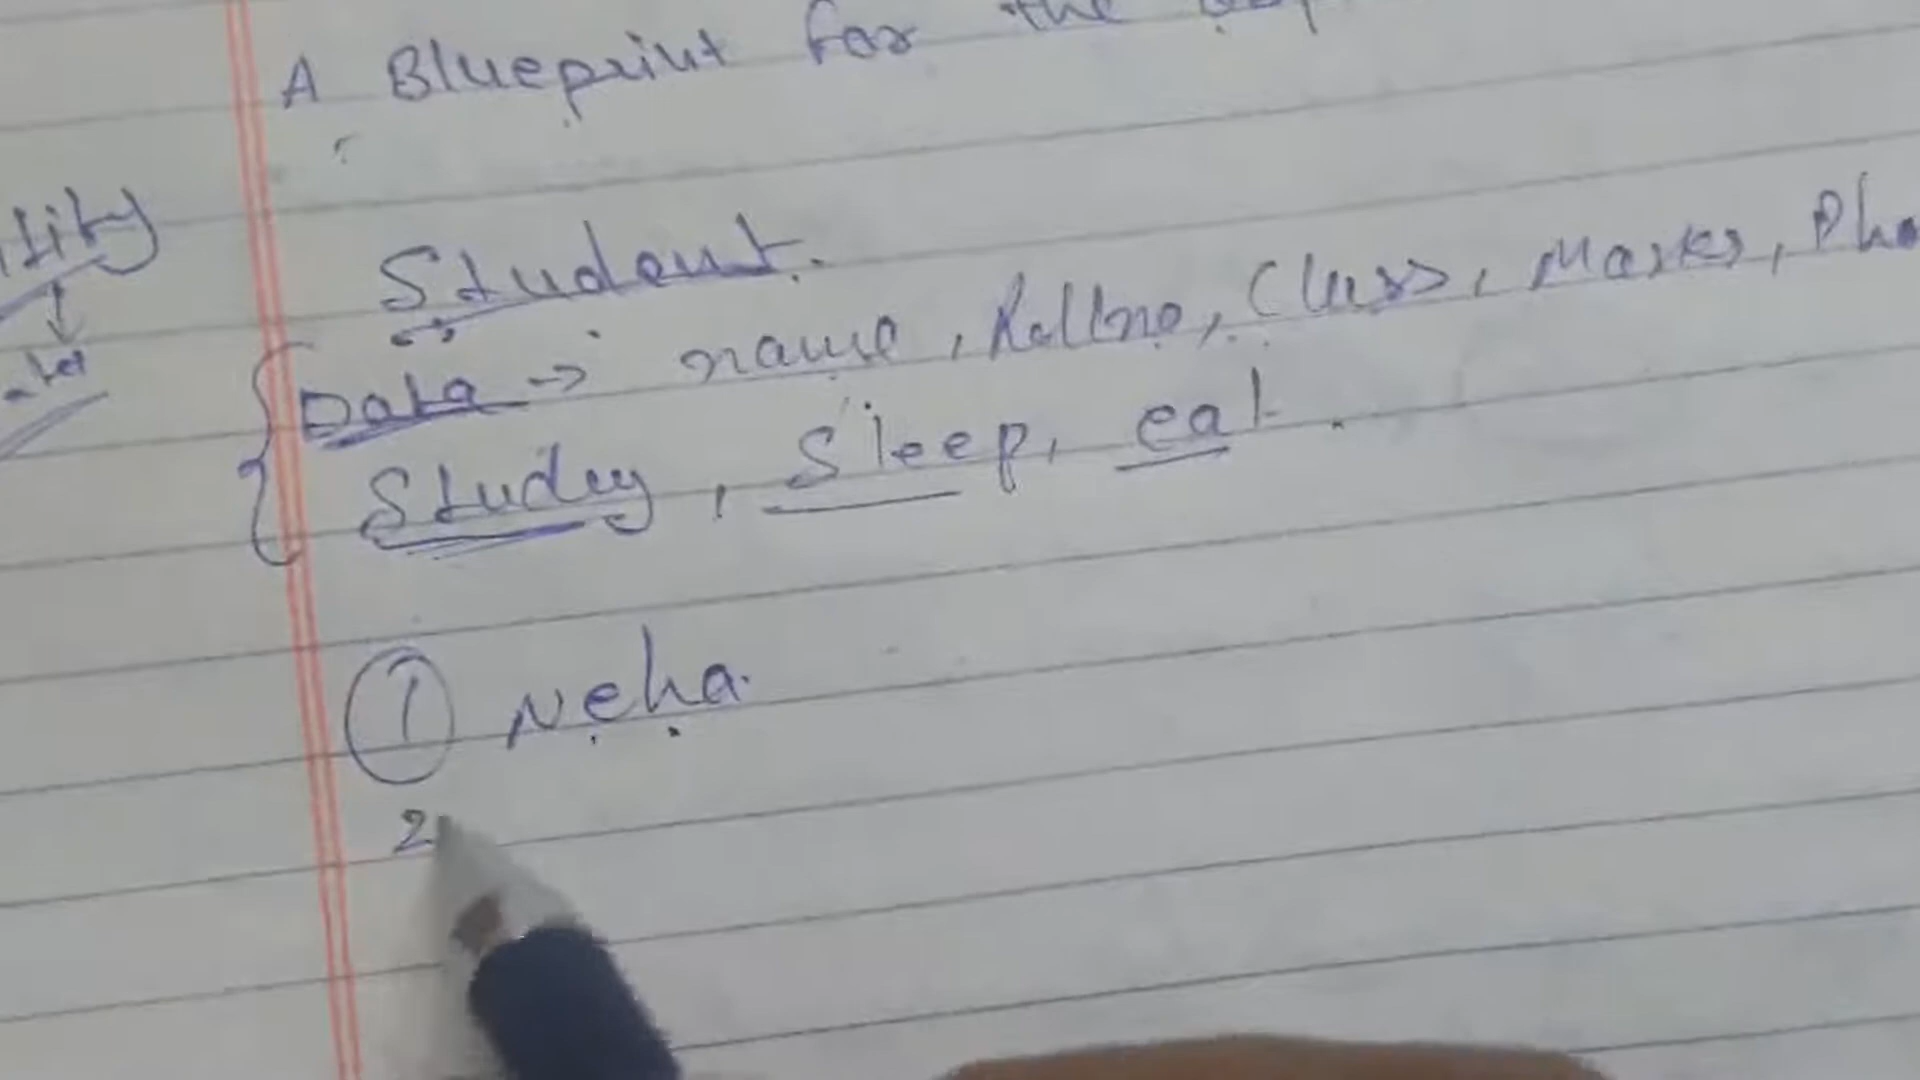 A Blueprint for the
Student.
Data → name, Rollno, Class, Marks, Pho
Study, Sleep, eat.
① Neha.
2